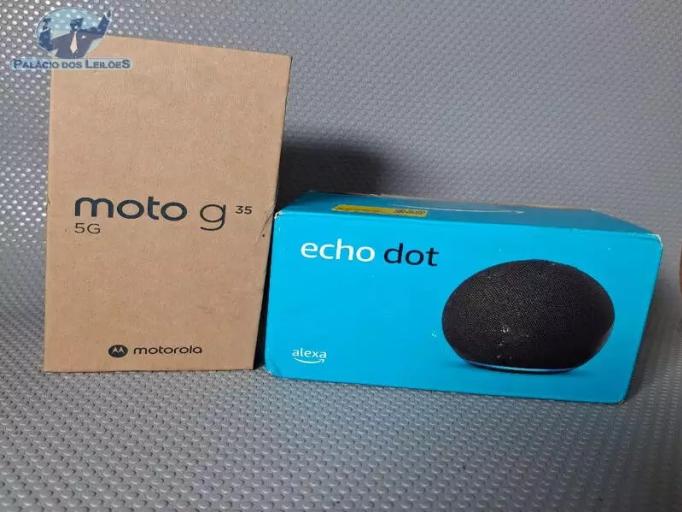 PALÁCIO DOS LEILÕES
moto g 35
5G
motorola
echo dot
alexa